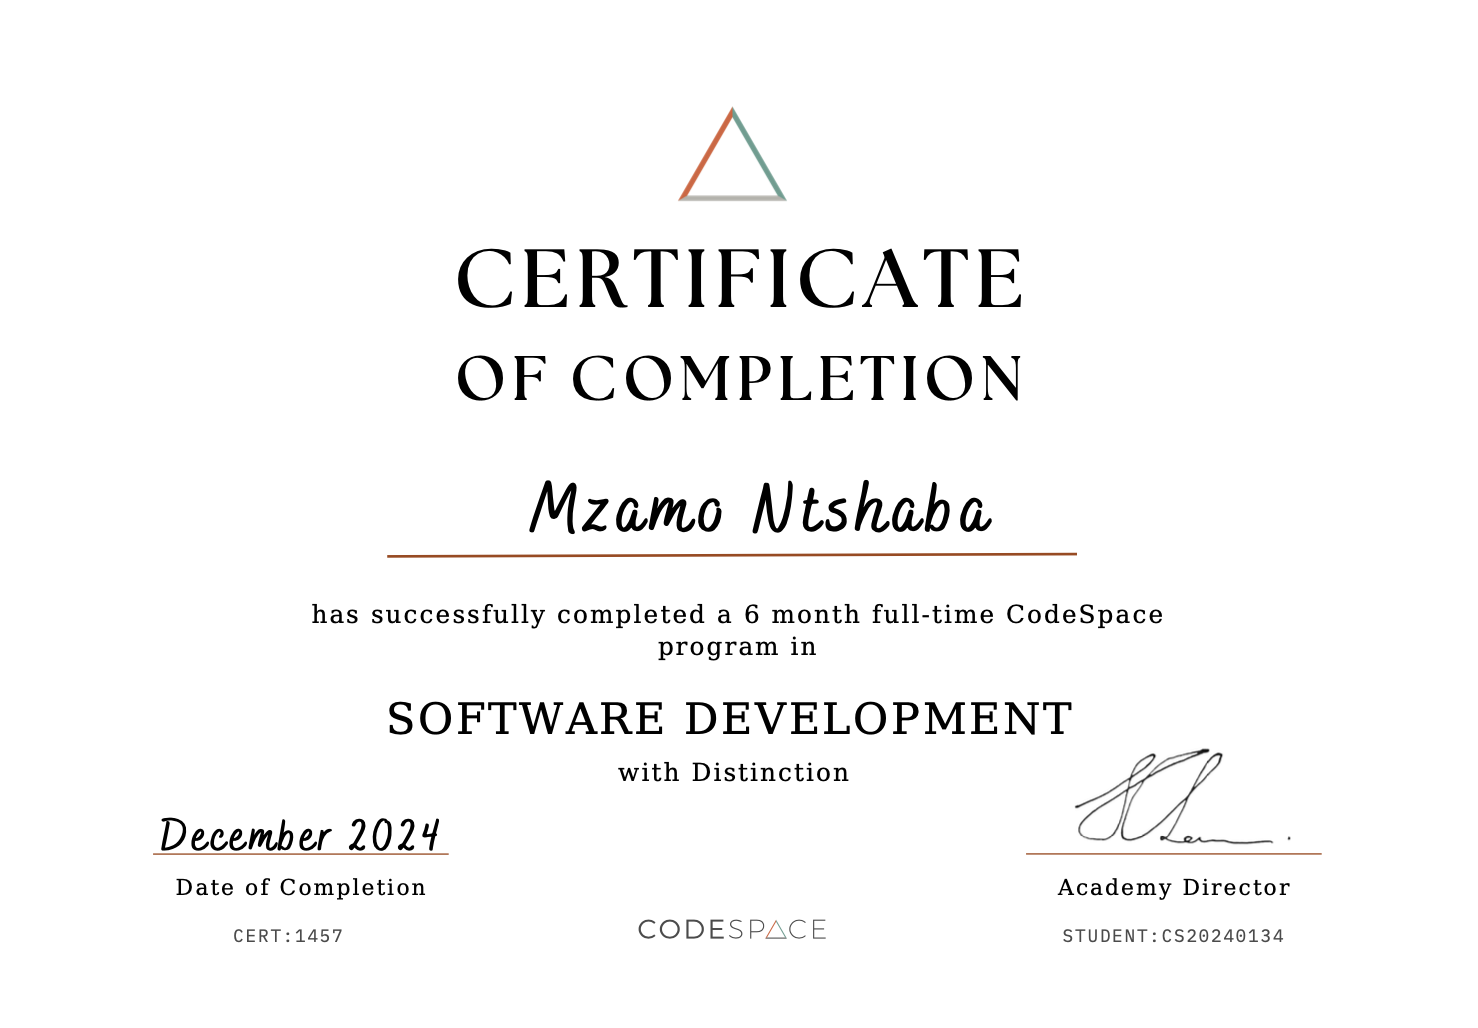 CERTIFICATE
OF COMPLETION
Mzamo Ntshaba
has successfully completed a 6 month full-time CodeSpace
program in
SOFTWARE DEVELOPMENT
with Distinction
December 2024
Date of Completion
Academy Director
CERT:1457
CODESPACE
STUDENT:CS20240134